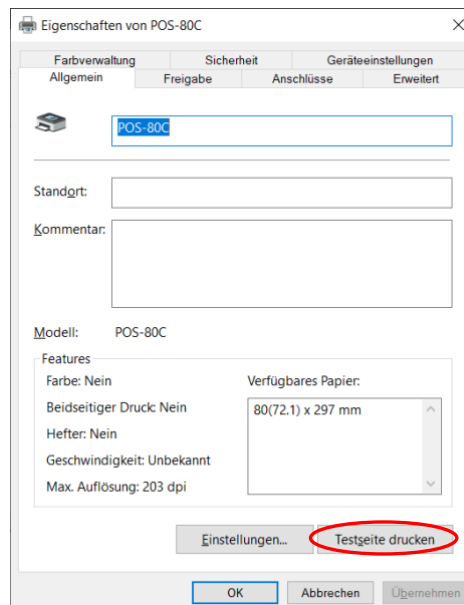 Eigenschaften von POS-80C
Farbverwaltung Sicherheit Geräteeinstellungen
Allgemein Freigabe Anschlüsse Erweitert
POS-80C
Standort:
Kommentar:
Modell: POS-80C
Features
Farbe: Nein
Verfügbares Papier:
Beidseitiger Druck: Nein
80(72.1) x 297 mm
Hefter: Nein
Geschwindigkeit: Unbekannt
Max. Auflösung: 203 dpi
Einstellungen... Testseite drucken
OK Abbrechen Übernehmen